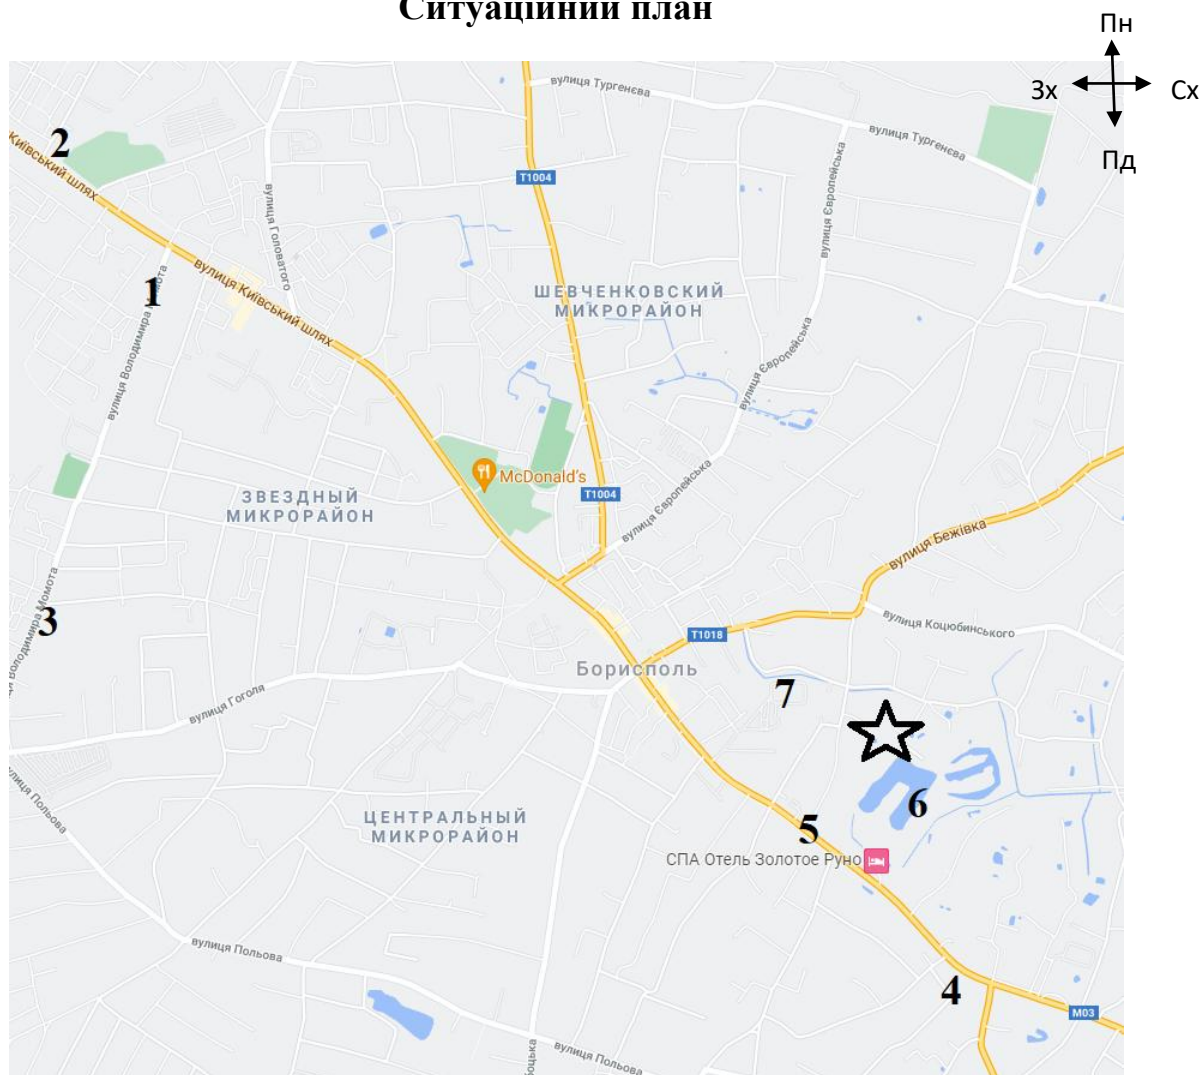 Ситуаційний план
Пн
Зх
Сх
Пд
вулиця Тургенєва
вулиця Тургенєва
2
Київський шлях
T1004
вулиця Головатого
вулиця Європейська
1
вулиця Київський шлях
ШЕВЧЕНКОВСКИЙ
МИКРОРАЙОН
вулиця Володимира Момота
вулиця Європейська
McDonald's
T1004
ЗВЕЗДНЫЙ
МИКРОРАЙОН
вулиця Європейська
вулиця Бежівка
3
Володимира Момота
вулиця Коцюбинського
T1018
Борисполь
7
вулиця Гоголя
6
вулиця Польова
ЦЕНТРАЛЬНЫЙ
МИКРОРАЙОН
5
СПА Отель Золотое Руно
вулиця Польова
4
M03
вулиця Польова